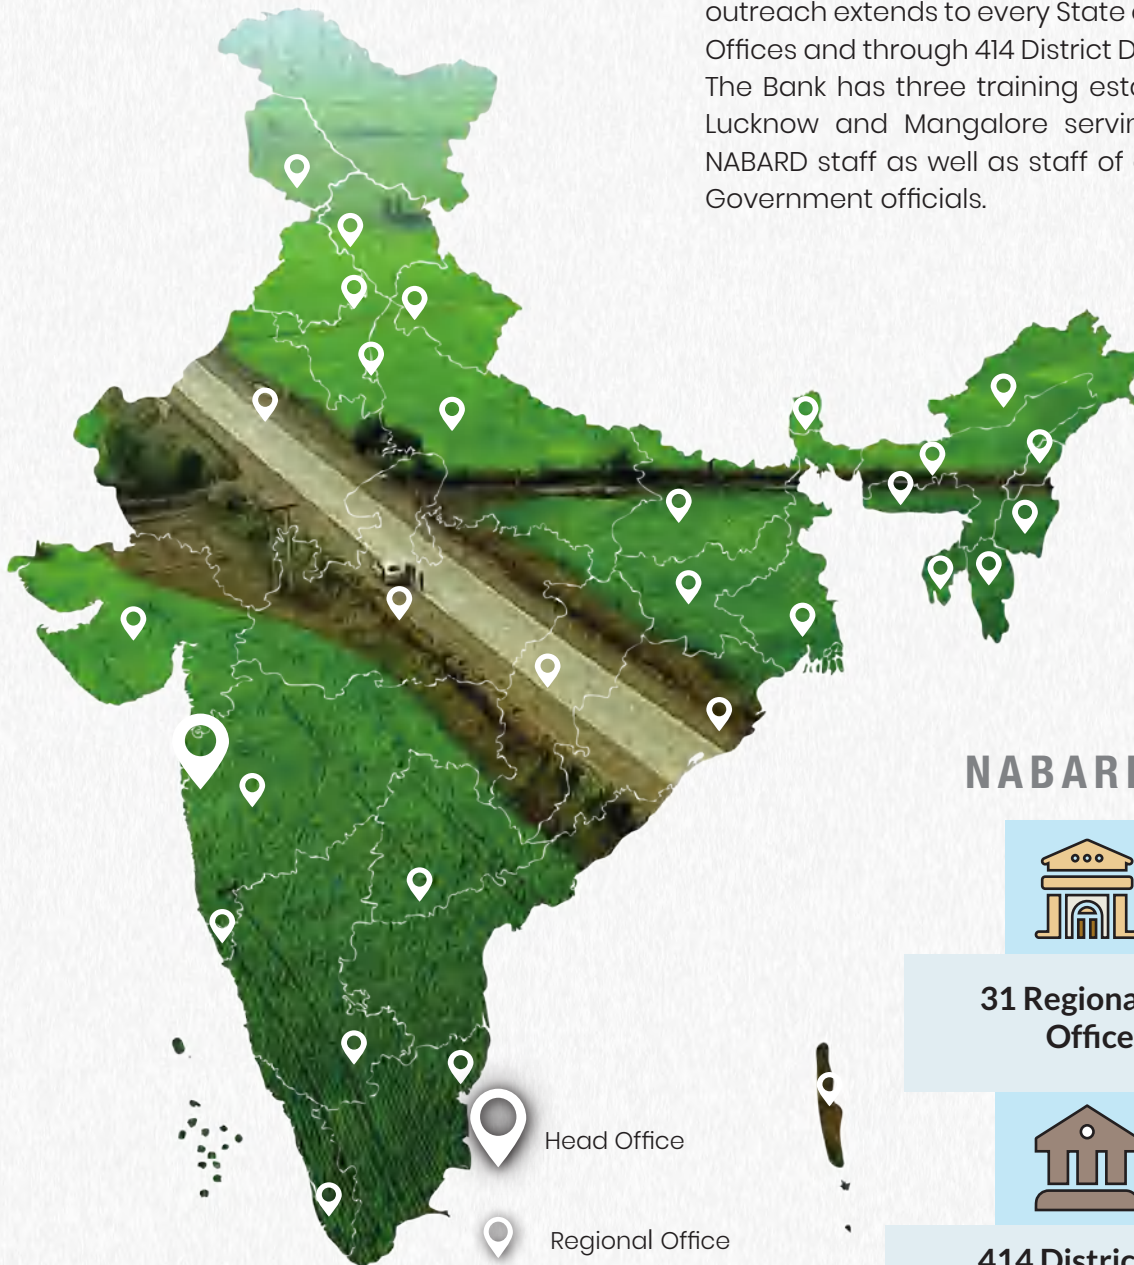 outreach extends to every State
Offices and through 414 District D
The Bank has three training esta
Lucknow and Mangalore servin
NABARD staff as well as staff of
Government officials.
NABAR
31 Regiona
Office
Head Office
Regional Office
414 Distric